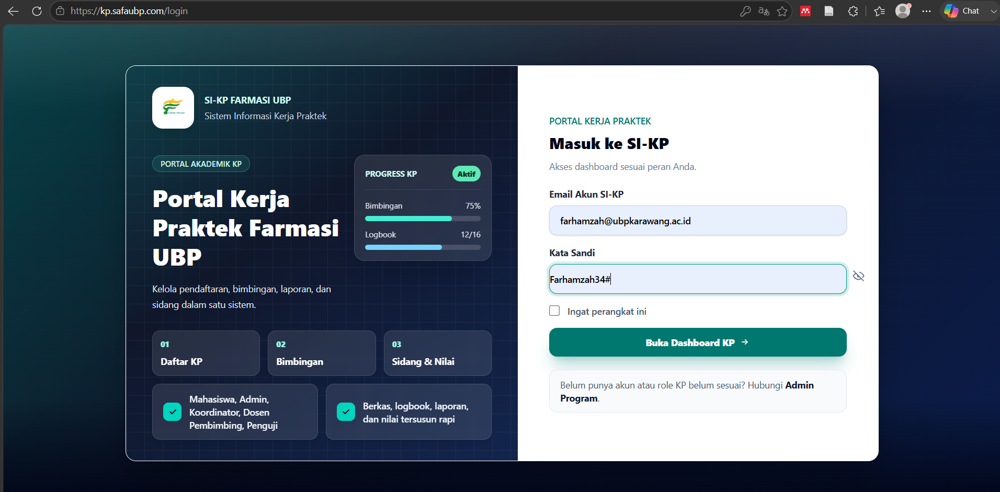 https://kp.safaubp.com/login
Chat
SI-KP FARMASI UBP
Sistem Informasi Kerja Praktek
PORTAL AKADEMIK KP
Portal Kerja
Praktek Farmasi
UBP
Kelola pendaftaran, bimbingan, laporan, dan
sidang dalam satu sistem.
PROGRESS KP
Aktif
Bimbingan 75%
Logbook 12/16
01
Daftar KP
02
Bimbingan
03
Sidang & Nilai
Mahasiswa, Admin,
Koordinator, Dosen
Pembimbing, Penguji
Berkas, logbook, laporan,
dan nilai tersusun rapi
PORTAL KERJA PRAKTEK
Masuk ke SI-KP
Akses dashboard sesuai peran Anda.
Email Akun SI-KP
farhamzah@ubpkarawang.ac.id
Kata Sandi
Farhamzah34#
Ingat perangkat ini
Buka Dashboard KP →
Belum punya akun atau role KP belum sesuai? Hubungi Admin
Program.